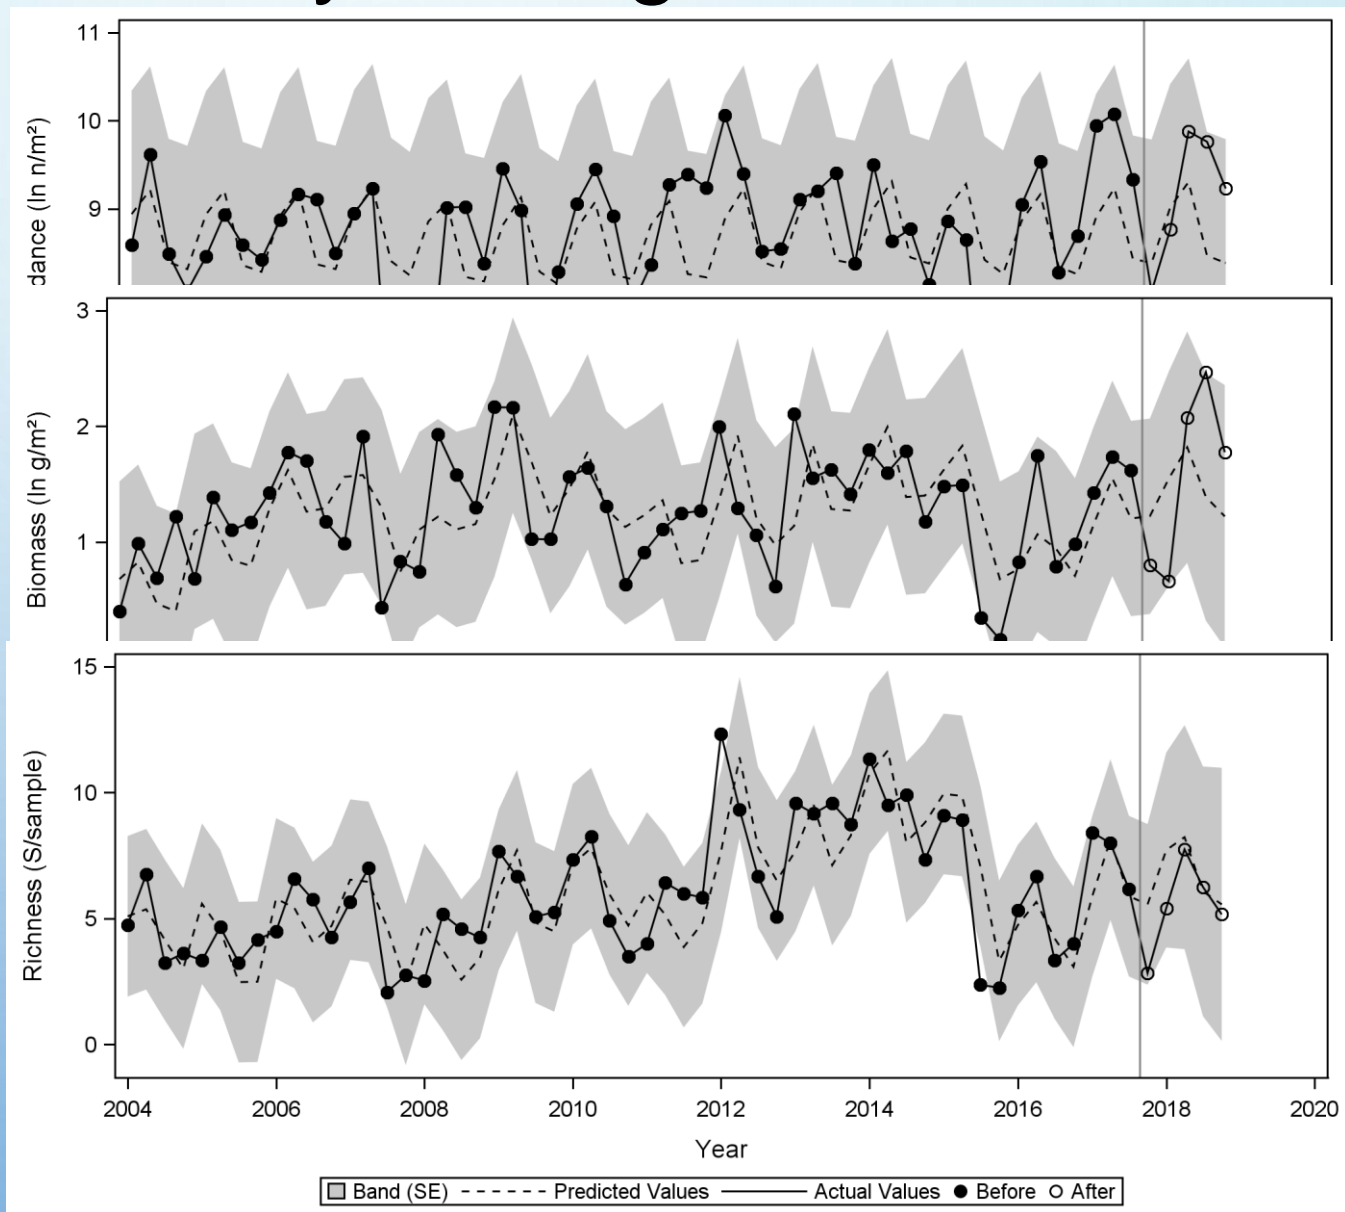 11
10
9
dance (ln n/m²)
3
2
1
Biomass (ln g/m²)
15
10
5
0
Richness (S/sample)
2004 2006 2008 2010 2012 2014 2016 2018 2020
Year
Band (SE) Predicted Values Actual Values Before After